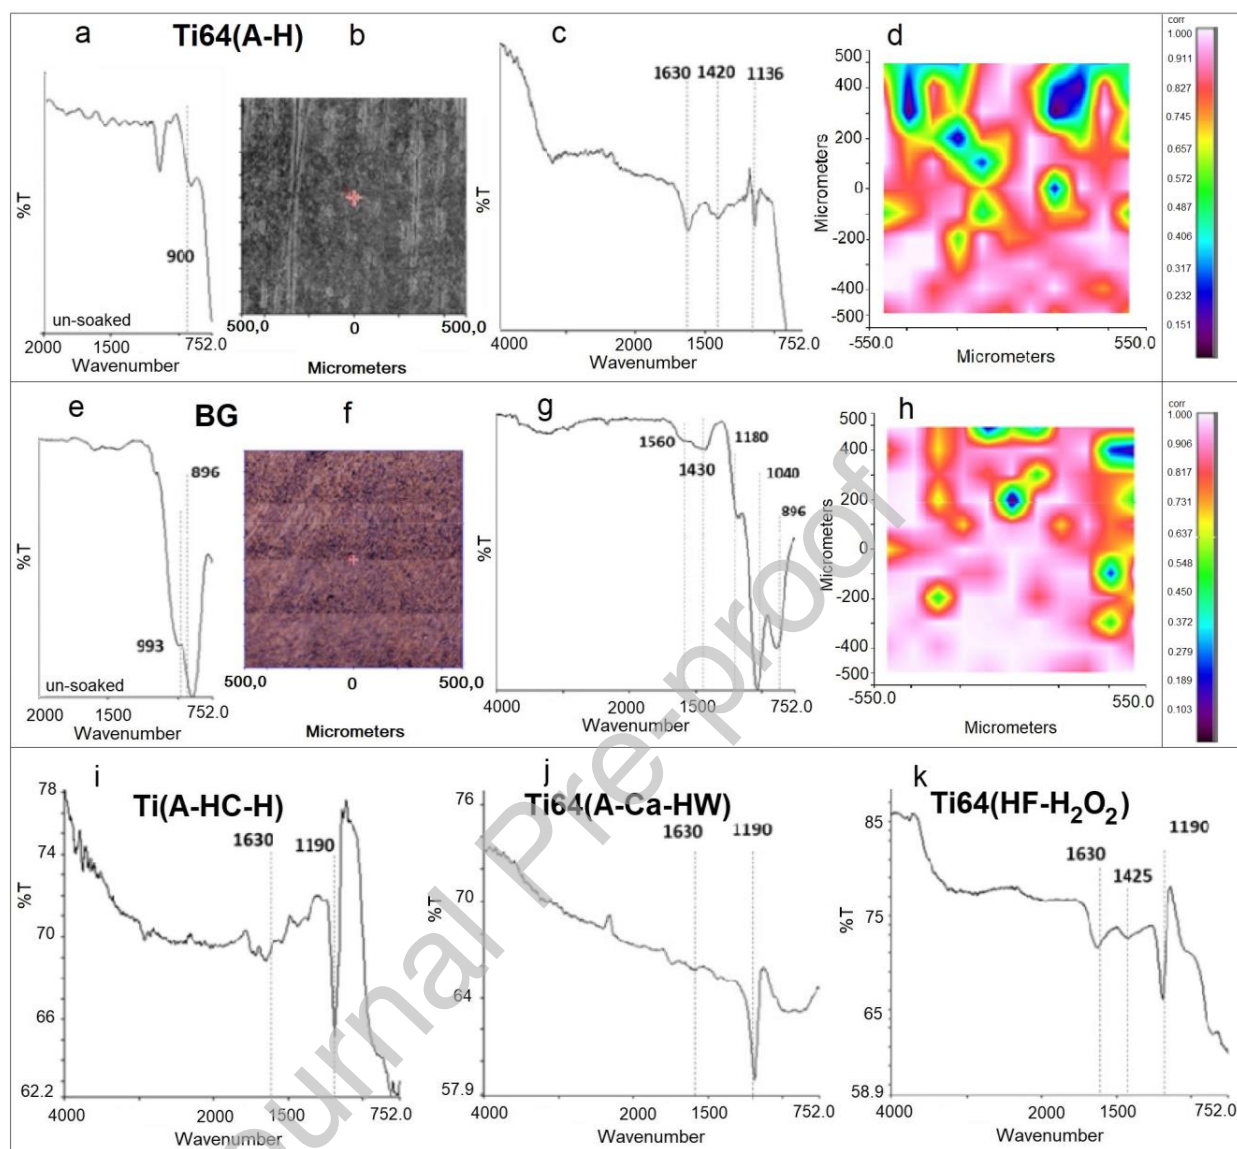 a
Ti64(A-H)
b
%T
900
un-soaked
2000
1500
752.0
Wavenumber
500,0
0
500,0
Micrometers
c
1630
1420
1136
%T
4000
2000
1500
752.0
Wavenumber
d
500
400
200
0
-200
-400
-500
Micrometers
-550.0
550.0
Micrometers
corr
1.000
0.911
0.827
0.745
0.657
0.573
0.487
0.406
0.317
0.232
0.151
e
BG
f
%T
896
993
un-soaked
2000
1500
752.0
Wavenumber
500,0
0
500,0
Micrometers
g
1560
1430
1180
1040
896
%T
4000
2000
1500
752.0
Wavenumber
h
500
400
200
0
-200
-400
-500
Micrometers
-550.0
550.0
Micrometers
corr
1.000
0.906
0.817
0.731
0.637
0.548
0.450
0.372
0.279
0.189
0.103
i
Ti(A-HC-H)
1630
1190
78
74
70
66
62.2
%T
4000
2000
1500
752.0
Wavenumber
j
Ti64(A-Ca-HW)
1630
1190
76
70
64
57.9
%T
4000
2000
1500
752.0
Wavenumber
k
Ti64(HF-H₂O₂)
1190
1630
1425
85
75
65
58.9
%T
4000
2000
1500
752.0
Wavenumber
Journal Pre-proof